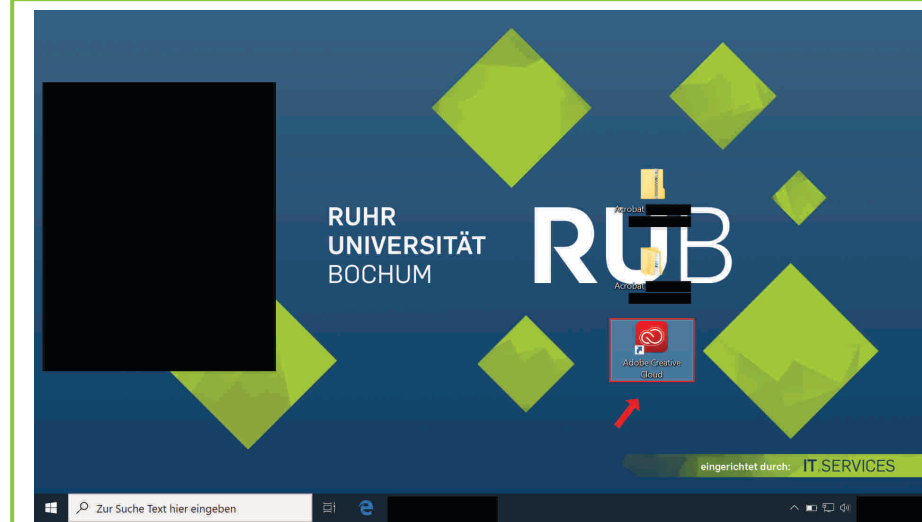 RUHR
UNIVERSITÄT
BOCHUM
RUB
Acrobat
Acrobat
Adobe Creative
Cloud
eingerichtet durch: IT.SERVICES
Zur Suche Text hier eingeben